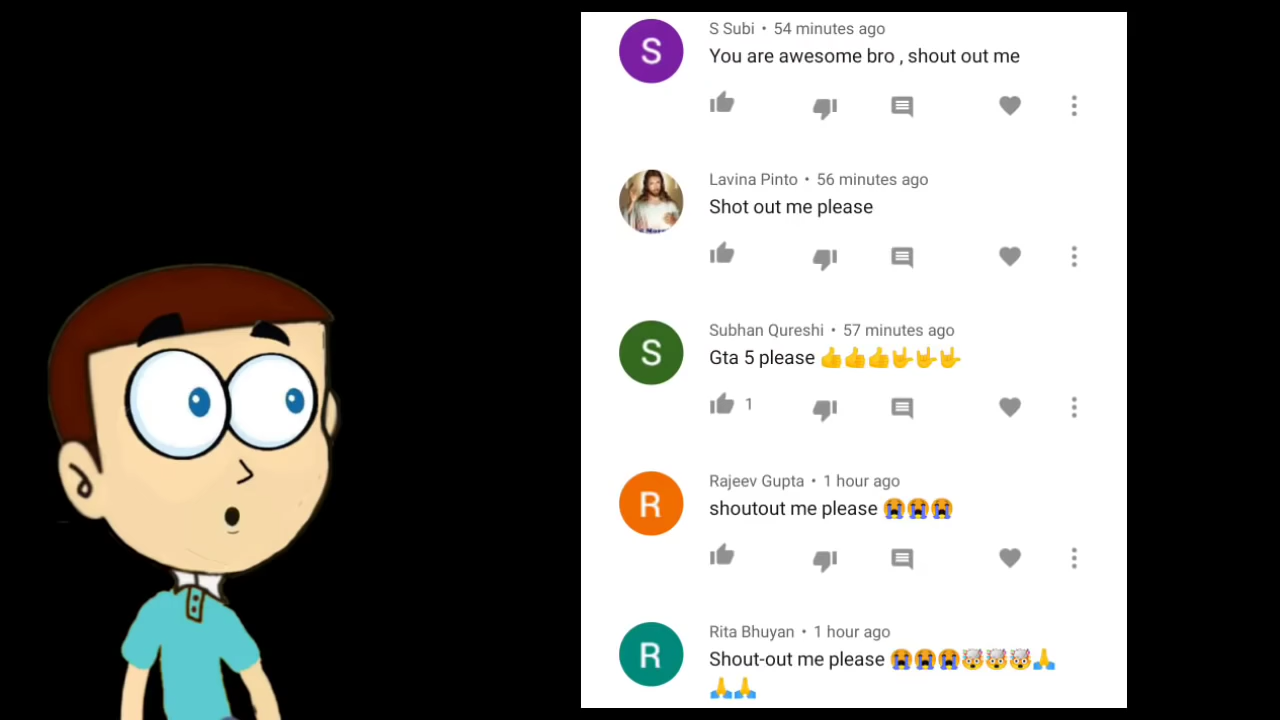 S
S Subi • 54 minutes ago
You are awesome bro , shout out me
Lavina Pinto • 56 minutes ago
Shot out me please
S
Subhan Qureshi • 57 minutes ago
Gta 5 please 👍👍👍🤟🤟🤟
1
R
Rajeev Gupta • 1 hour ago
shoutout me please 😭😭😭
R
Rita Bhuyan • 1 hour ago
Shout-out me please 😭😭😭🤯🤯🤯🙏
🙏🙏